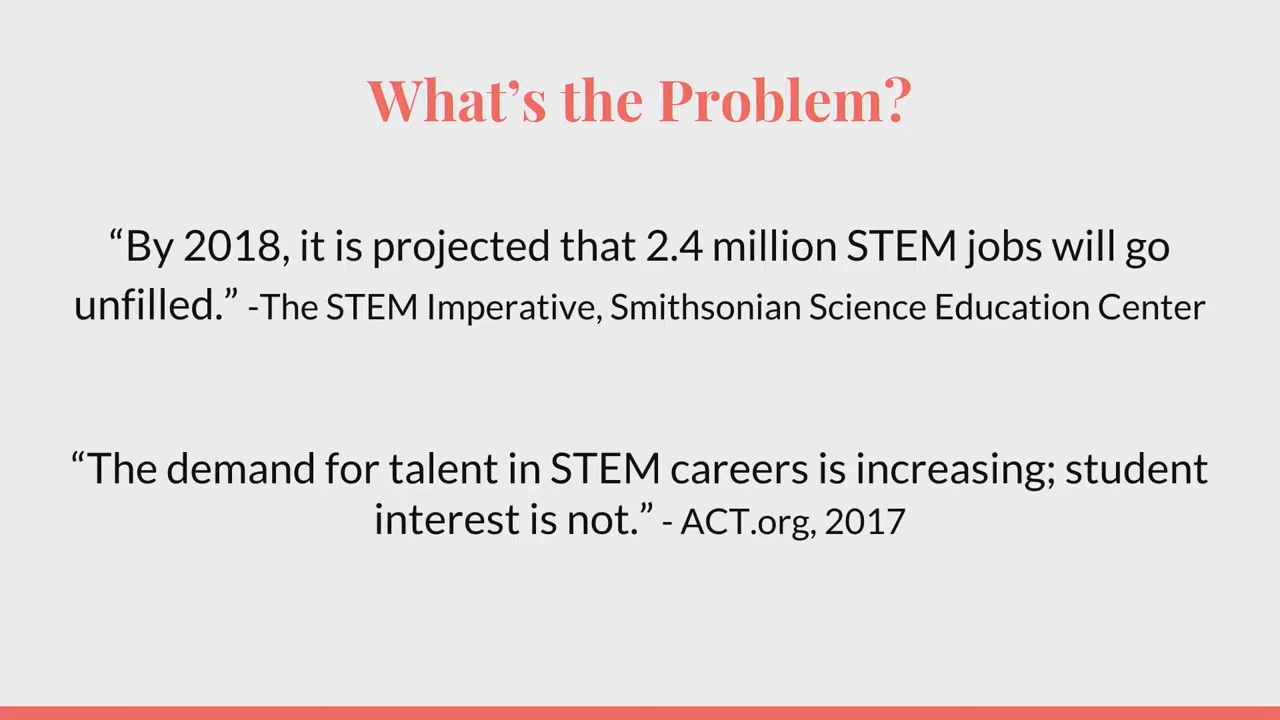 What’s the Problem?
“By 2018, it is projected that 2.4 million STEM jobs will go
unfilled.” -The STEM Imperative, Smithsonian Science Education Center
“The demand for talent in STEM careers is increasing; student
interest is not.” - ACT.org, 2017